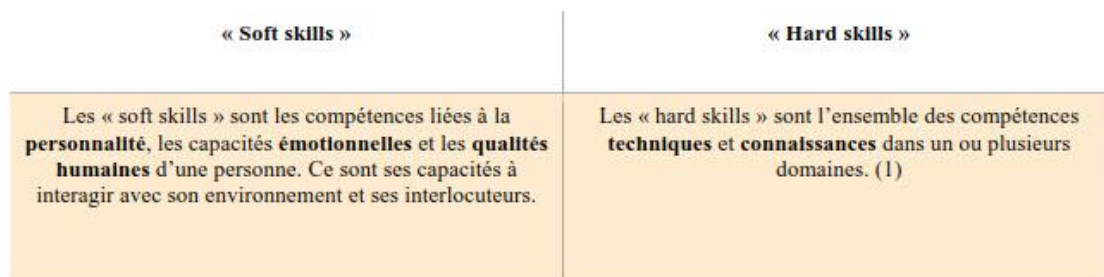 « Soft skills »
« Hard skills »
Les « soft skills » sont les compétences liées à la
personnalité, les capacités émotionnelles et les qualités
humaines d’une personne. Ce sont ses capacités à
interagir avec son environnement et ses interlocuteurs.
Les « hard skills » sont l’ensemble des compétences
techniques et connaissances dans un ou plusieurs
domaines. (1)